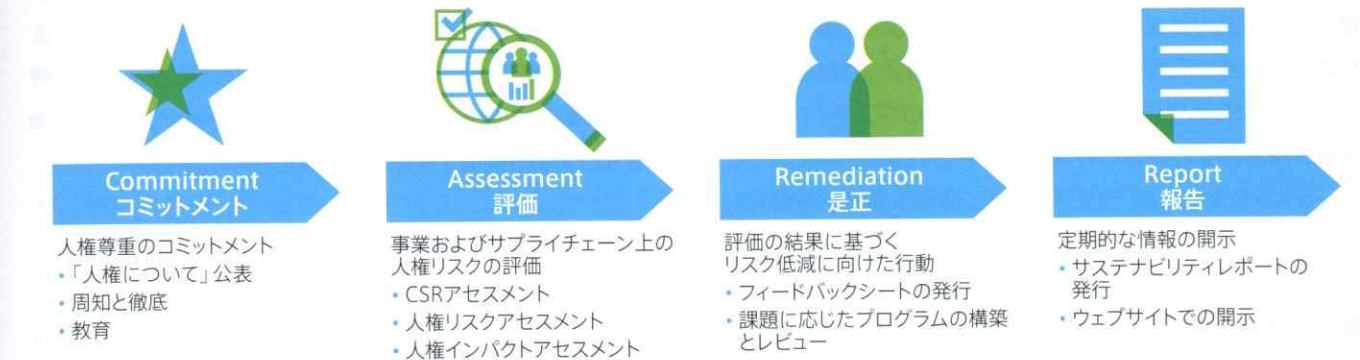 Commitment
コミットメント
人権尊重のコミットメント
・「人権について」公表
・周知と徹底
・教育
Assessment
評価
事業およびサプライチェーン上の
人権リスクの評価
・CSRアセスメント
・人権リスクアセスメント
・人権インパクトアセスメント
Remediation
是正
評価の結果に基づく
リスク低減に向けた行動
・フィードバックシートの発行
・課題に応じたプログラムの構築
とレビュー
Report
報告
定期的な情報の開示
・サステナビリティレポートの
発行
・ウェブサイトでの開示